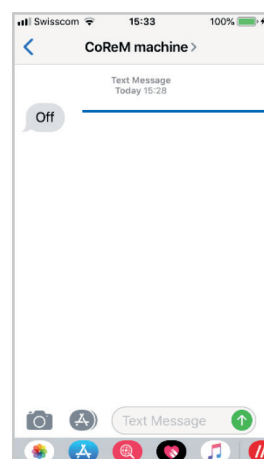 Swisscom 15:33 100%
CoReM machine
Text Message
Today 15:28
Off
Text Message